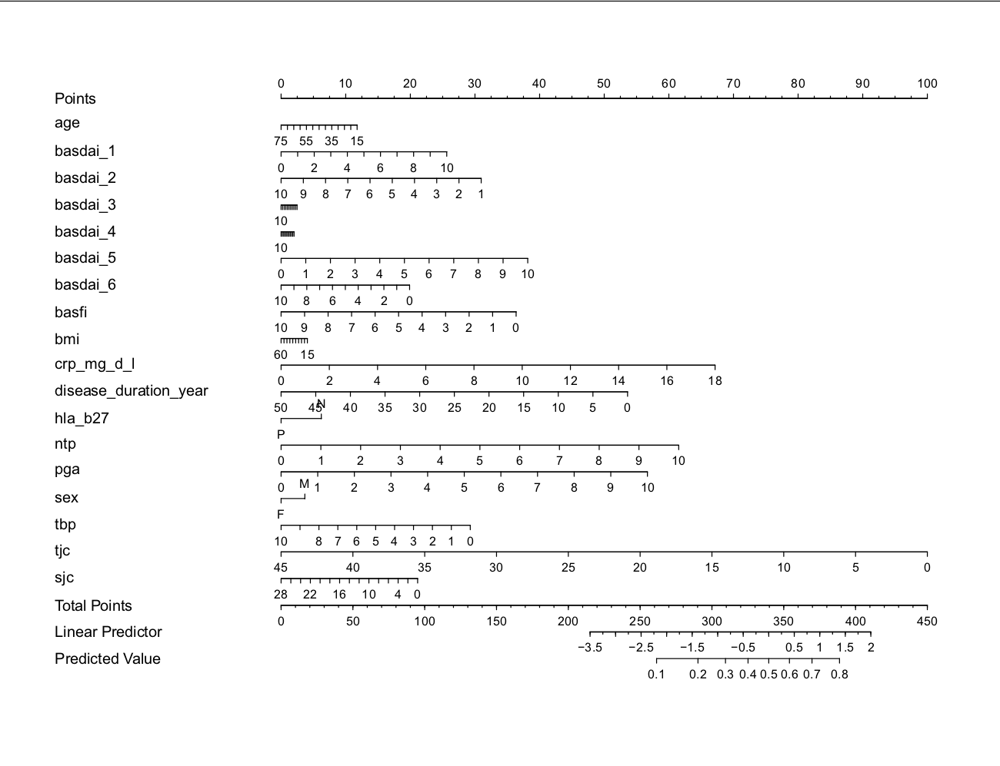 0 10 20 30 40 50 60 70 80 90 100
Points
age
75 55 35 15
basdai_1
0 2 4 6 8 10
basdai_2
10 9 8 7 6 5 4 3 2 1
basdai_3
10
basdai_4
10
basdai_5
0 1 2 3 4 5 6 7 8 9 10
basdai_6
10 8 6 4 2 0
basfi
10 9 8 7 6 5 4 3 2 1 0
bmi
60 15
crp_mg_d_l
0 2 4 6 8 10 12 14 16 18
disease_duration_year
50 45 40 35 30 25 20 15 10 5 0
N
hla_b27
P
ntp
0 1 2 3 4 5 6 7 8 9 10
pga
0 1 2 3 4 5 6 7 8 9 10
M
sex
F
tbp
10 8 7 6 5 4 3 2 1 0
tjc
45 40 35 30 25 20 15 10 5 0
sjc
28 22 16 10 4 0
Total Points
0 50 100 150 200 250 300 350 400 450
Linear Predictor
−3.5 −2.5 −1.5 −0.5 0.5 1 1.5 2
Predicted Value
0.1 0.2 0.3 0.4 0.5 0.6 0.7 0.8